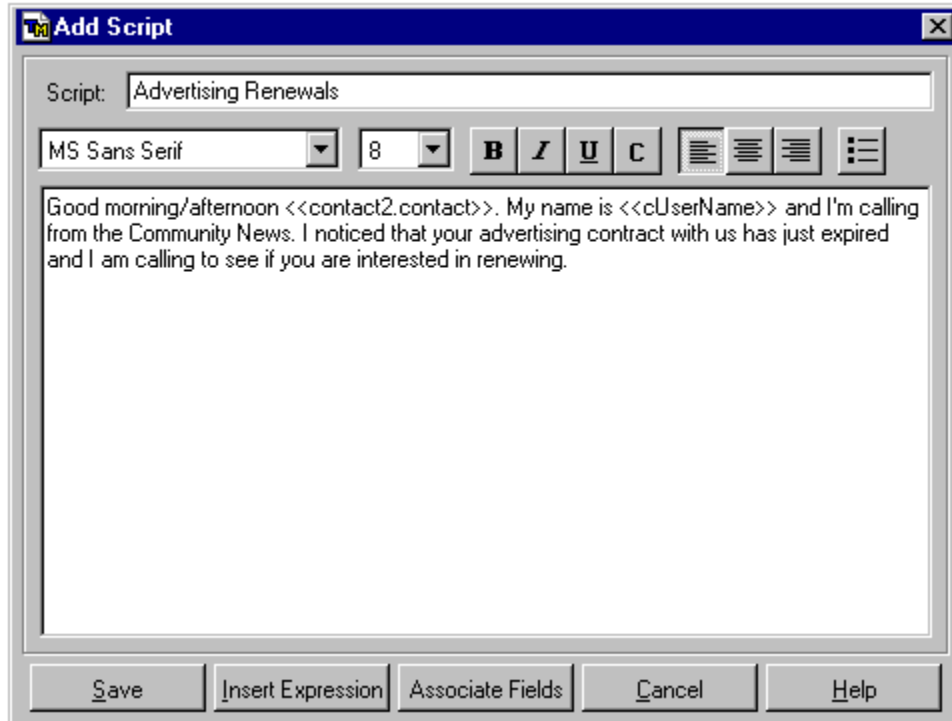 TM Add Script
Script: Advertising Renewals
MS Sans Serif 8 B I U C
Good morning/afternoon <<contact2.contact>>. My name is <<cUserName>> and I'm calling
from the Community News. I noticed that your advertising contract with us has just expired
and I am calling to see if you are interested in renewing.
Save Insert Expression Associate Fields Cancel Help